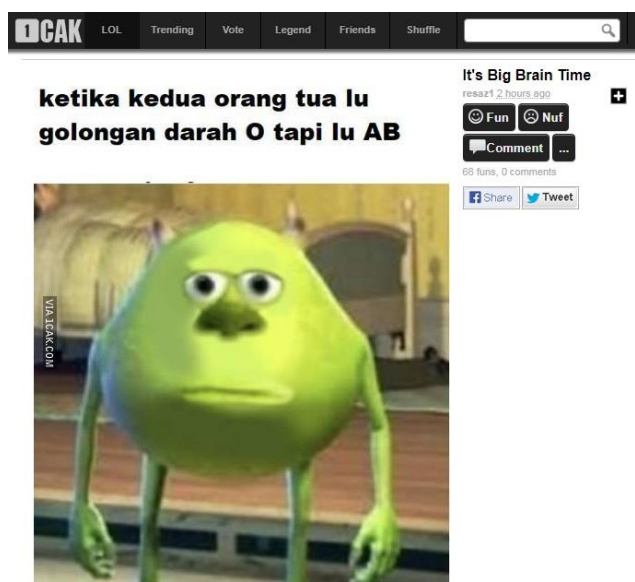 1CAK LOL Trending Vote Legend Friends Shuffle
It's Big Brain Time
resaz1 2 hours ago
Fun Nuf
Comment ...
68 funs, 0 comments
Share Tweet
ketika kedua orang tua lu
golongan darah O tapi lu AB
VIA 1CAK.COM